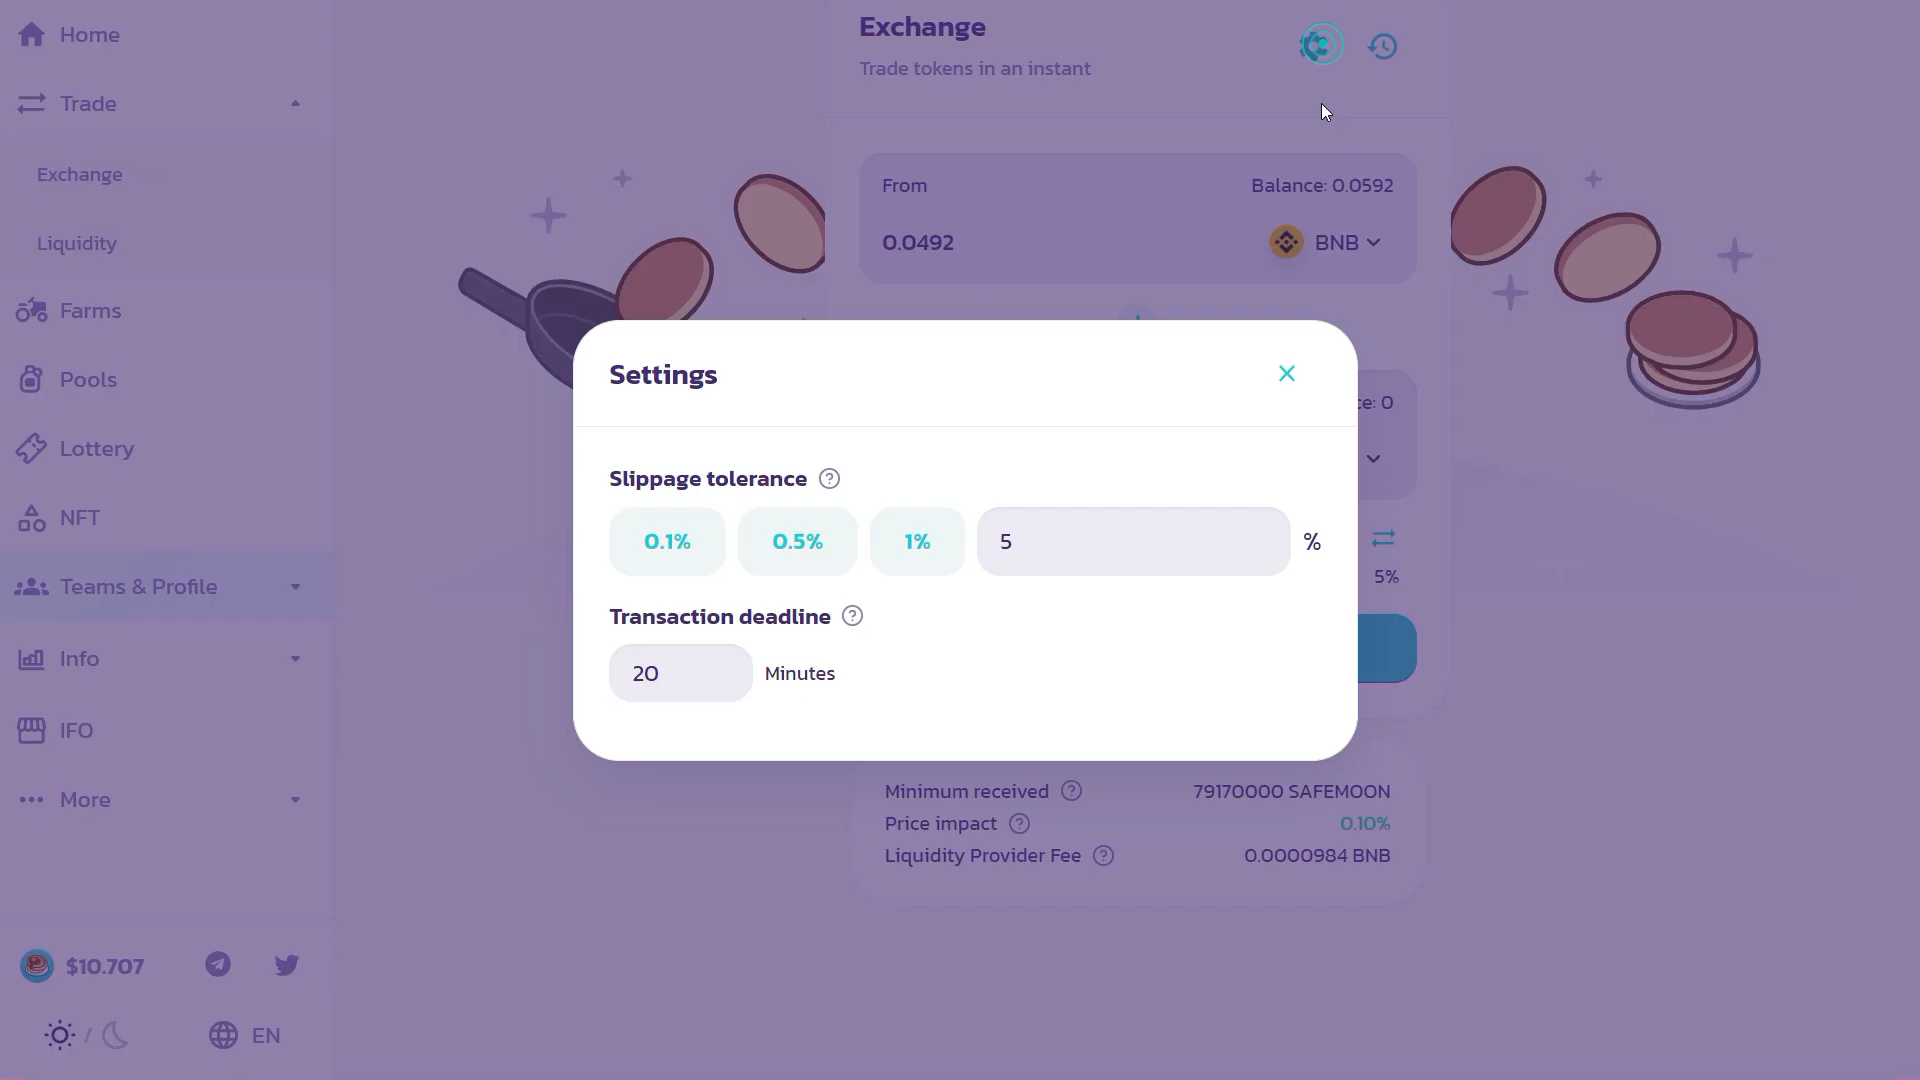 Home
Trade
Exchange
Liquidity
Farms
Pools
Lottery
NFT
Teams & Profile
Info
IFO
More
$10.707
/
EN
Exchange
Trade tokens in an instant
From
Balance: 0.0592
0.0492
BNB
ce: 0
5%
Settings
Slippage tolerance ?
0.1% 0.5% 1% 5 %
Transaction deadline ?
20 Minutes
Minimum received ? 79170000 SAFEMOON
Price impact ? 0.10%
Liquidity Provider Fee ? 0.0000984 BNB